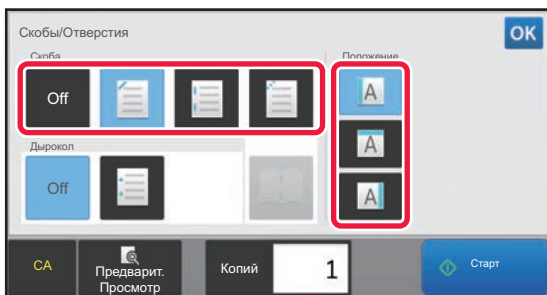 Скобы/Отверстия
OK
Скоба
Положение
Off
A
A
A
Дырокол
Off
CA
Предварит.
Просмотр
Копий
1
Старт